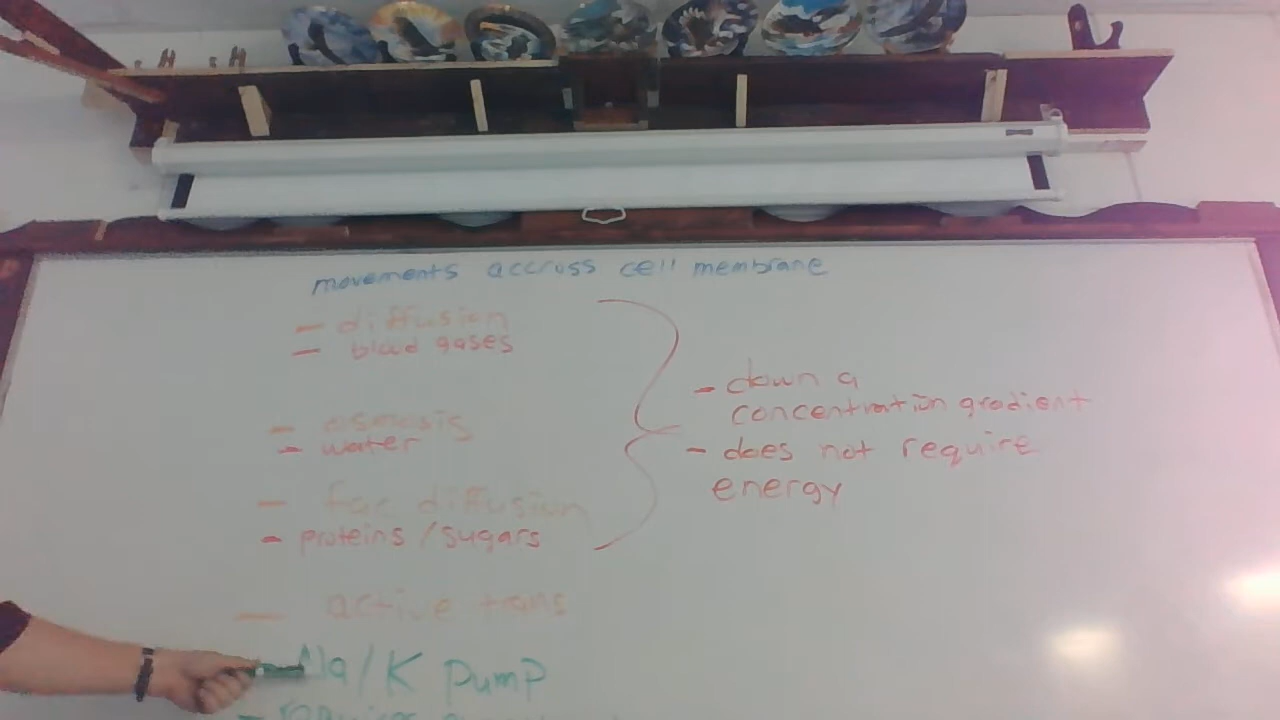 movements accross cell membrane
- diffusion
- blood gases
- osmosis
- water
- fac diffusion
- proteins / sugars
- down a
concentration gradient
- does not require
energy
- active trans
Na/K pump